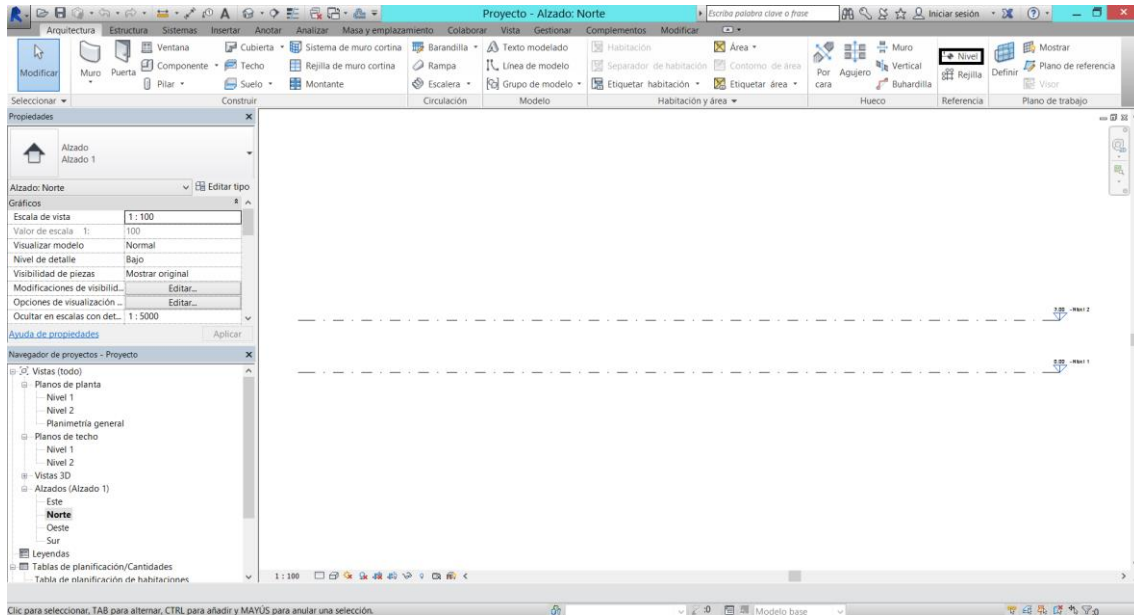 Proyecto - Alzado: Norte
Escriba palabra clave o frase
Iniciar sesión
Arquitectura Estructura Sistemas Insertar Anotar Analizar Masa y emplazamiento Colaborar Vista Gestionar Complementos Modificar
Modificar
Muro
Puerta
Ventana
Componente
Pilar
Cubierta
Techo
Suelo
Sistema de muro cortina
Rejilla de muro cortina
Montante
Barandilla
Rampa
Escalera
Texto modelado
Línea de modelo
Grupo de modelo
Habitación
Separador de habitación
Etiquetar habitación
Área
Contorno de área
Etiquetar área
Por cara
Agujero
Muro
Vertical
Buhardilla
Nivel
Rejilla
Definir
Mostrar
Plano de referencia
Visor
Seleccionar Construir Circulación Modelo Habitación y área Hueco Referencia Plano de trabajo
Propiedades
Alzado
Alzado 1
Alzado: Norte Editar tipo
Gráficos
Escala de vista 1 : 100
Valor de escala 1: 100
Visualizar modelo Normal
Nivel de detalle Bajo
Visibilidad de piezas Mostrar original
Modificaciones de visibilid... Editar...
Opciones de visualización ... Editar...
Ocultar en escalas con det... 1 : 5000
Ayuda de propiedades Aplicar
Navegador de proyectos - Proyecto
Vistas (todo)
Planos de planta
Nivel 1
Nivel 2
Planimetría general
Planos de techo
Nivel 1
Nivel 2
Vistas 3D
Alzados (Alzado 1)
Este
Norte
Oeste
Sur
Leyendas
Tablas de planificación/Cantidades
Tabla de planificación de habitaciones
Nivel 2
Nivel 1
1 : 100
Clic para seleccionar, TAB para alternar, CTRL para añadir y MAYÚS para anular una selección.
:0
Modelo base
:0